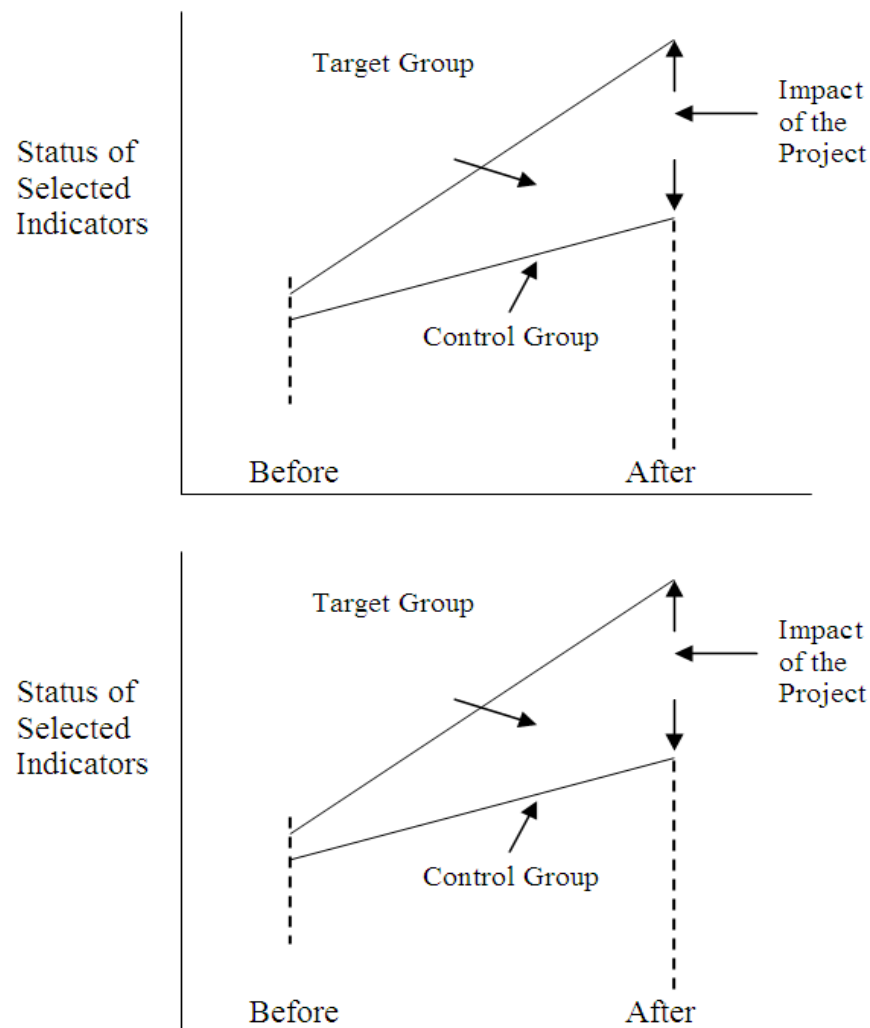 Target Group
Impact
of the
Project
Status of
Selected
Indicators
Control Group
Before
After
Target Group
Impact
of the
Project
Status of
Selected
Indicators
Control Group
Before
After